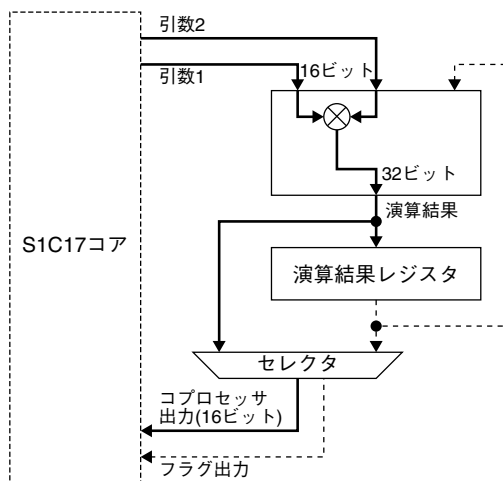 引数2
引数1
16ビット
32ビット
演算結果
S1C17コア
演算結果レジスタ
セレクタ
コプロセッサ
出力(16ビット)
フラグ出力